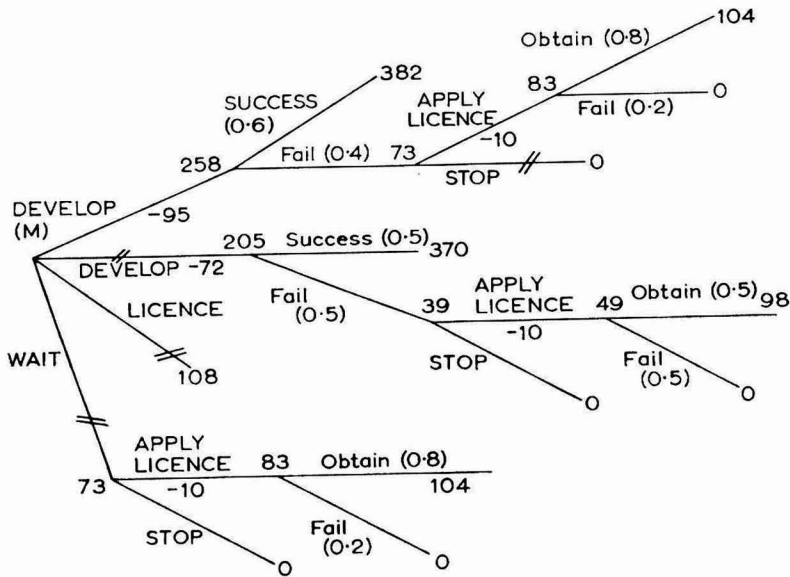 Obtain (0·8) 104
382
SUCCESS
(0·6)
APPLY
LICENCE
83
0
Fail (0·2)
-10
258
Fail (0·4)
73
STOP
0
DEVELOP
(M)
-95
205
Success (0·5)
370
DEVELOP -72
Fail
(0·5)
LICENCE
108
39
APPLY
LICENCE
-10
49
Obtain (0·5)
98
STOP
0
Fail
(0·5)
0
WAIT
73
APPLY
LICENCE
-10
83
Obtain (0·8)
104
STOP
0
Fail
(0·2)
0